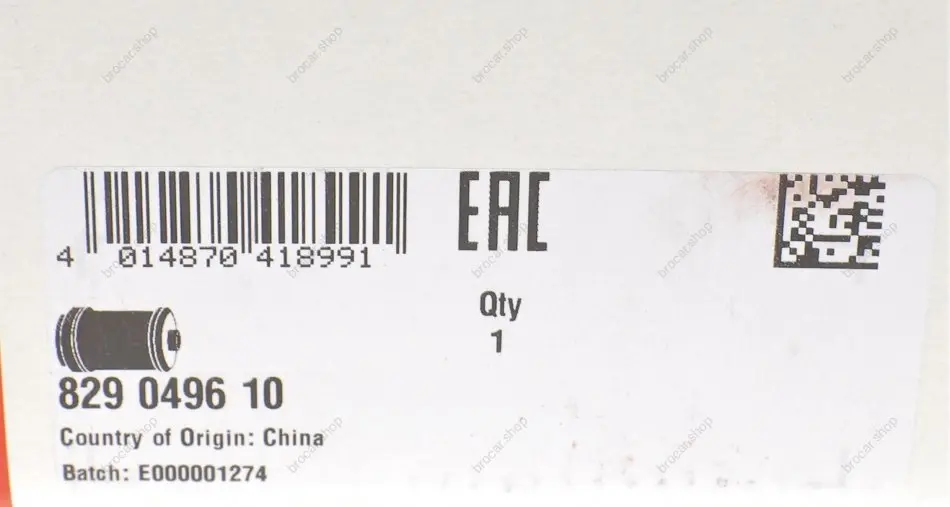 4 014870 418991
EAC
Qty
1
829 0496 10
Country of Origin: China
Batch: E000001274
brocar.shop